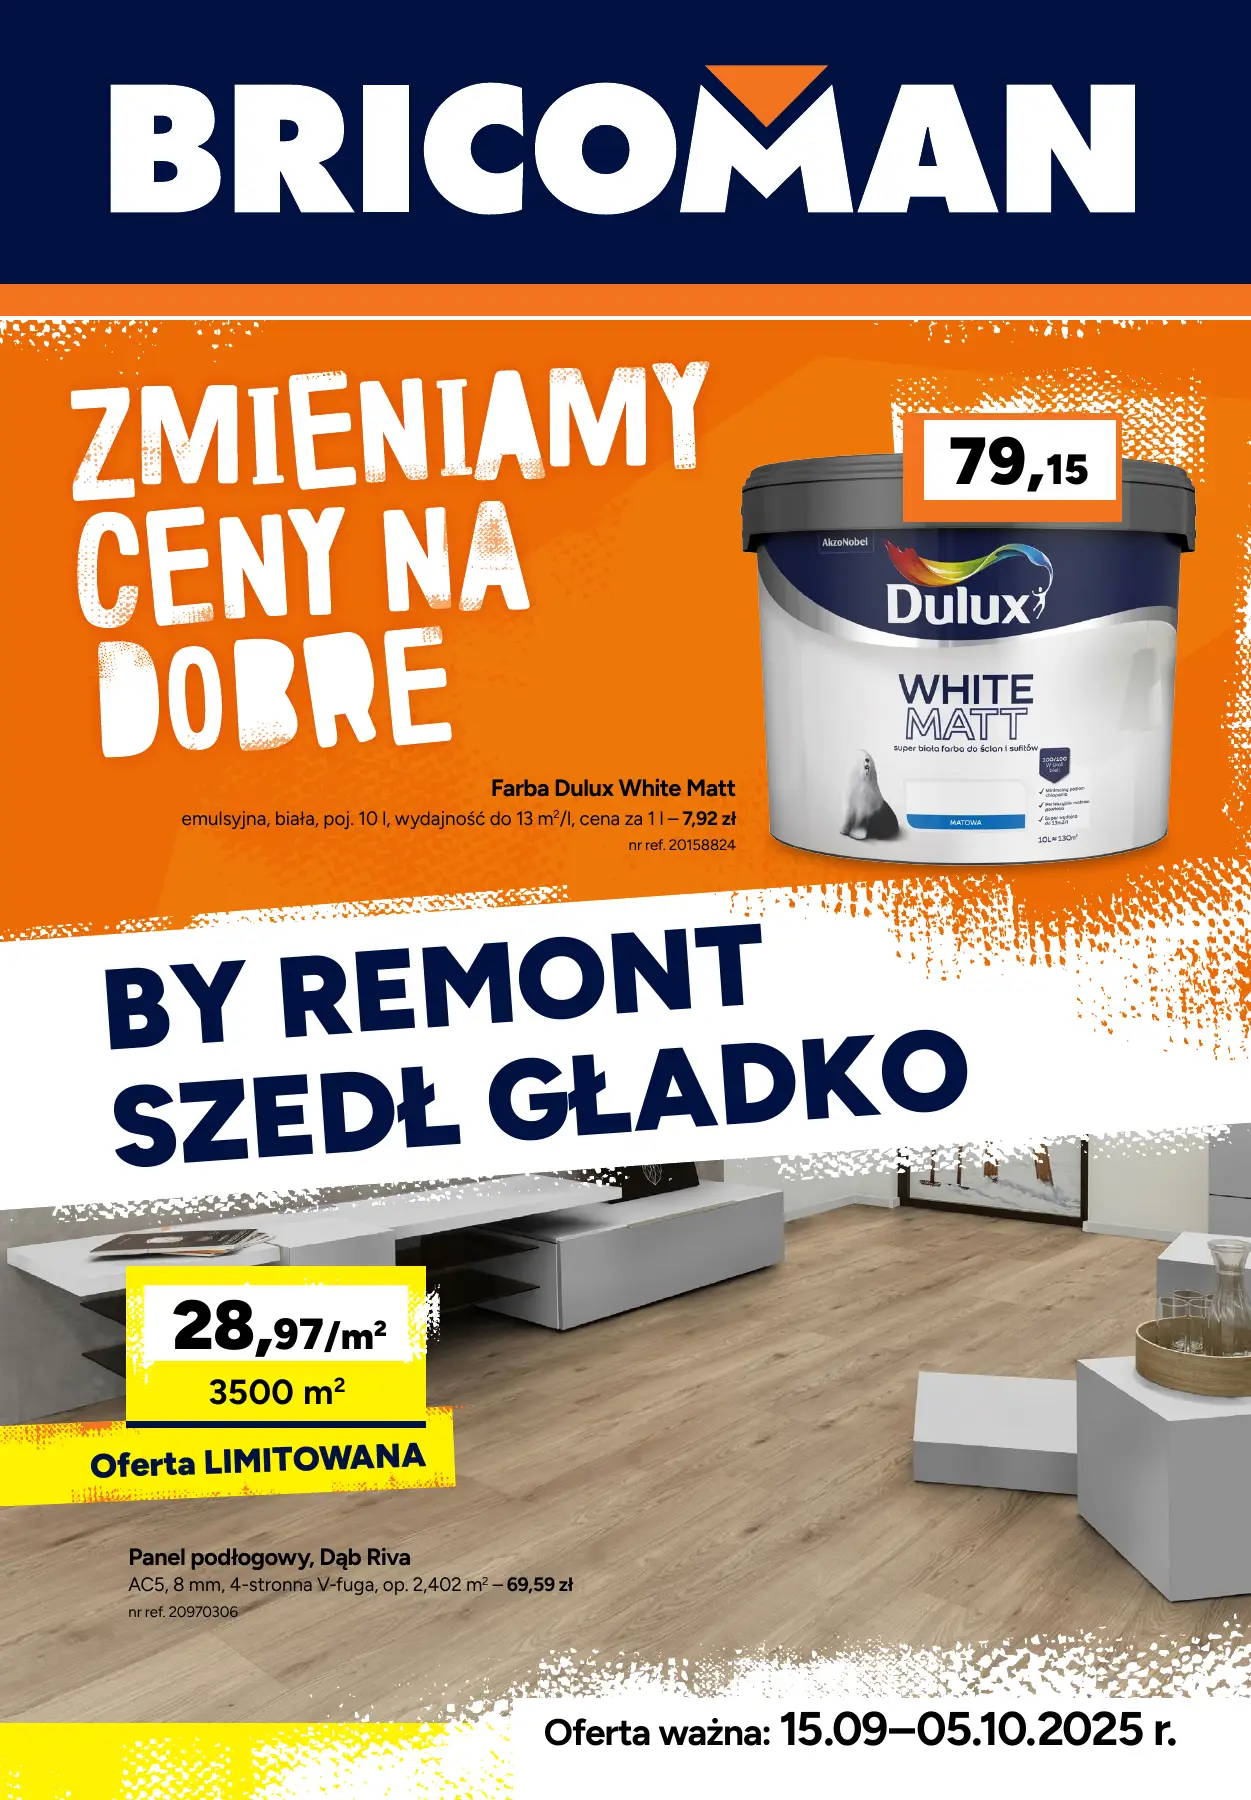 BRICOMAN
ZMIENIAMY
CENY NA
DOBRE
79,15
AkzoNobel
Dulux
WHITE
MATT
super biała farba do ścian i sufitów
MATOWA
10L≈130m²
Farba Dulux White Matt
emulsyjna, biała, poj. 10 l, wydajność do 13 m²/l, cena za 1 l – 7,92 zł
nr ref. 20158824
BY REMONT
SZEDŁ GŁADKO
28,97/m²
3500 m²
Oferta LIMITOWANA
Panel podłogowy, Dąb Riva
AC5, 8 mm, 4-stronna V-fuga, op. 2,402 m² – 69,59 zł
nr ref. 20970306
Oferta ważna: 15.09–05.10.2025 r.